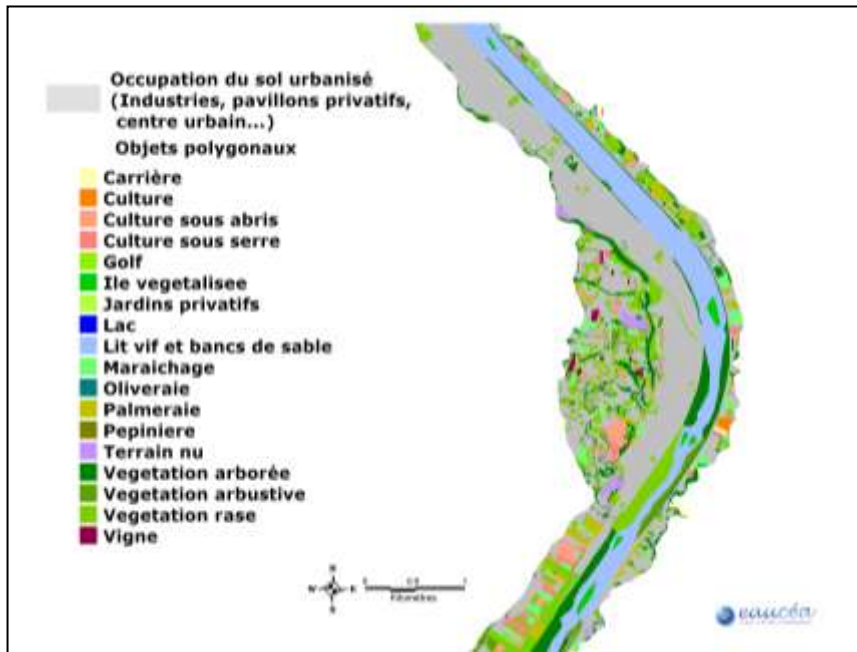 Occupation du sol urbanisé
(Industries, pavillons privatifs,
centre urbain...)
Objets polygonaux
Carrière
Culture
Culture sous abris
Culture sous serre
Golf
Ile vegetalisee
Jardins privatifs
Lac
Lit vif et bancs de sable
Maraichage
Oliveraie
Palmeraie
Pepiniere
Terrain nu
Vegetation arborée
Vegetation arbustive
Vegetation rase
Vigne
N
W E
S
Kilomètres
eaucéa